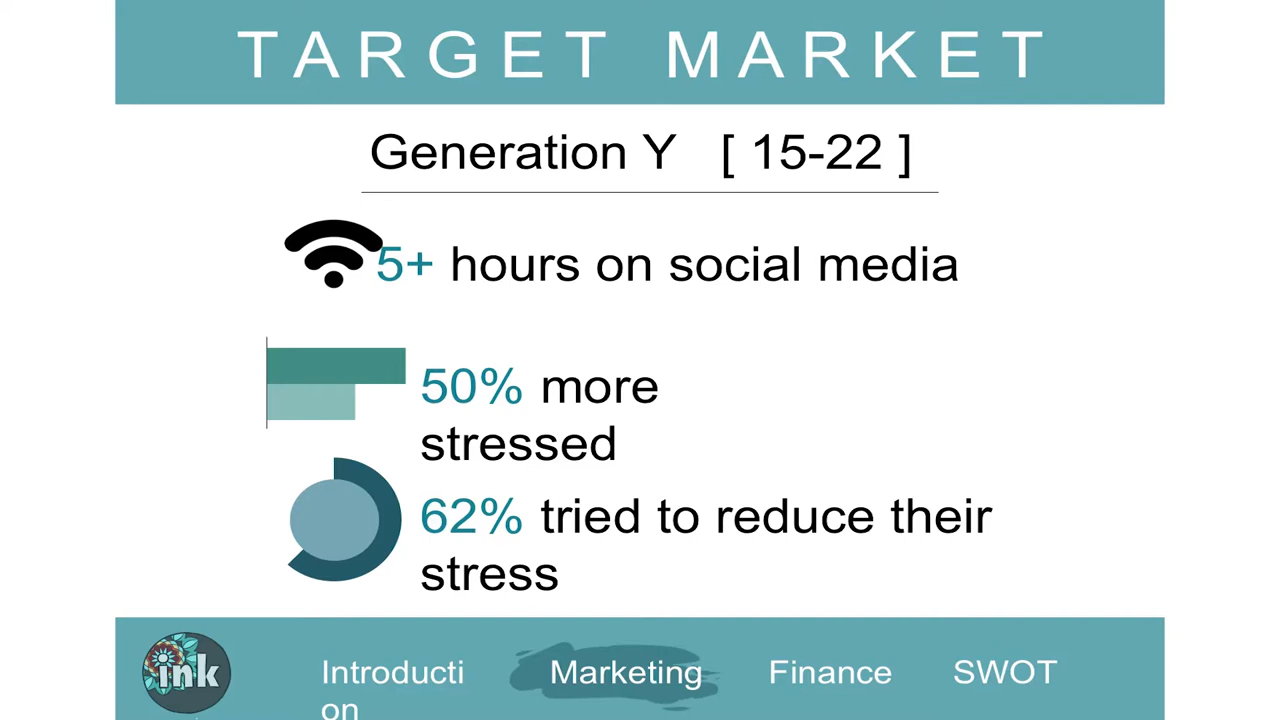 TARGET MARKET
Generation Y [ 15-22 ]
5+ hours on social media
50% more
stressed
62% tried to reduce their
stress
ink
Introducti
on
Marketing
Finance
SWOT